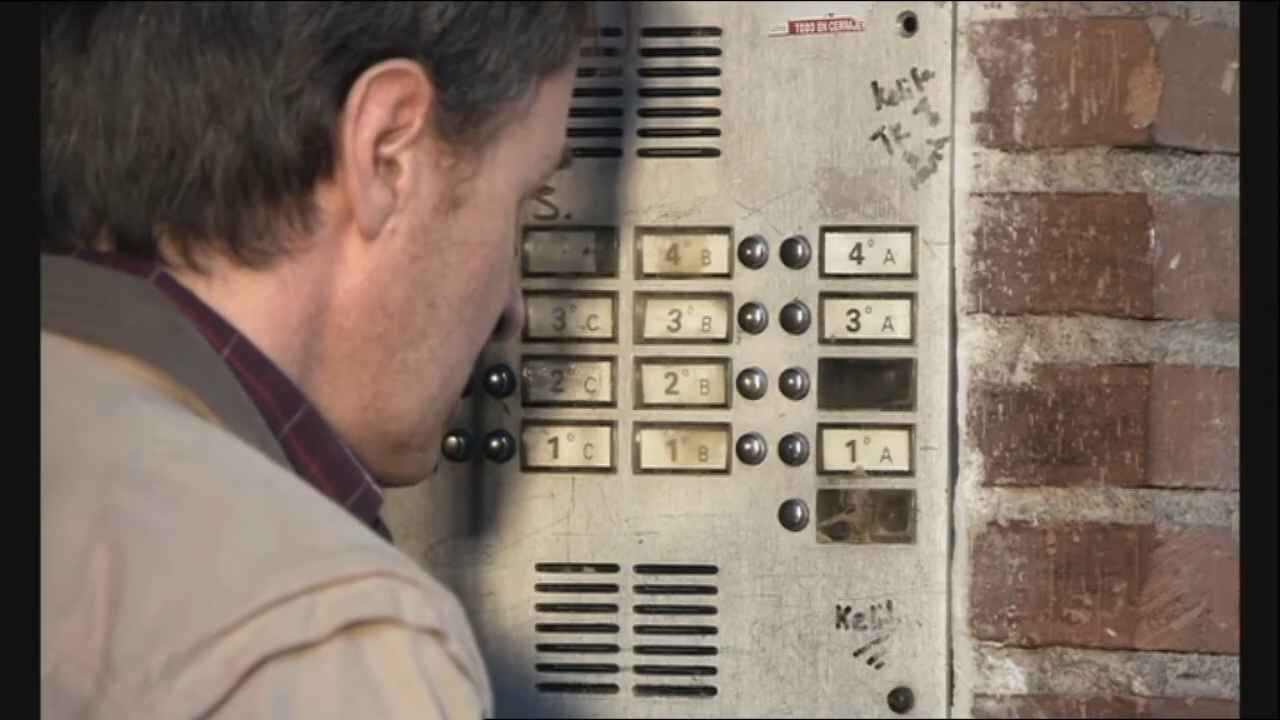 TODO EN CERRAJE
S.
4° B 4° A
3° C 3° B 3° A
2° C 2° B
1° C 1° B 1° A